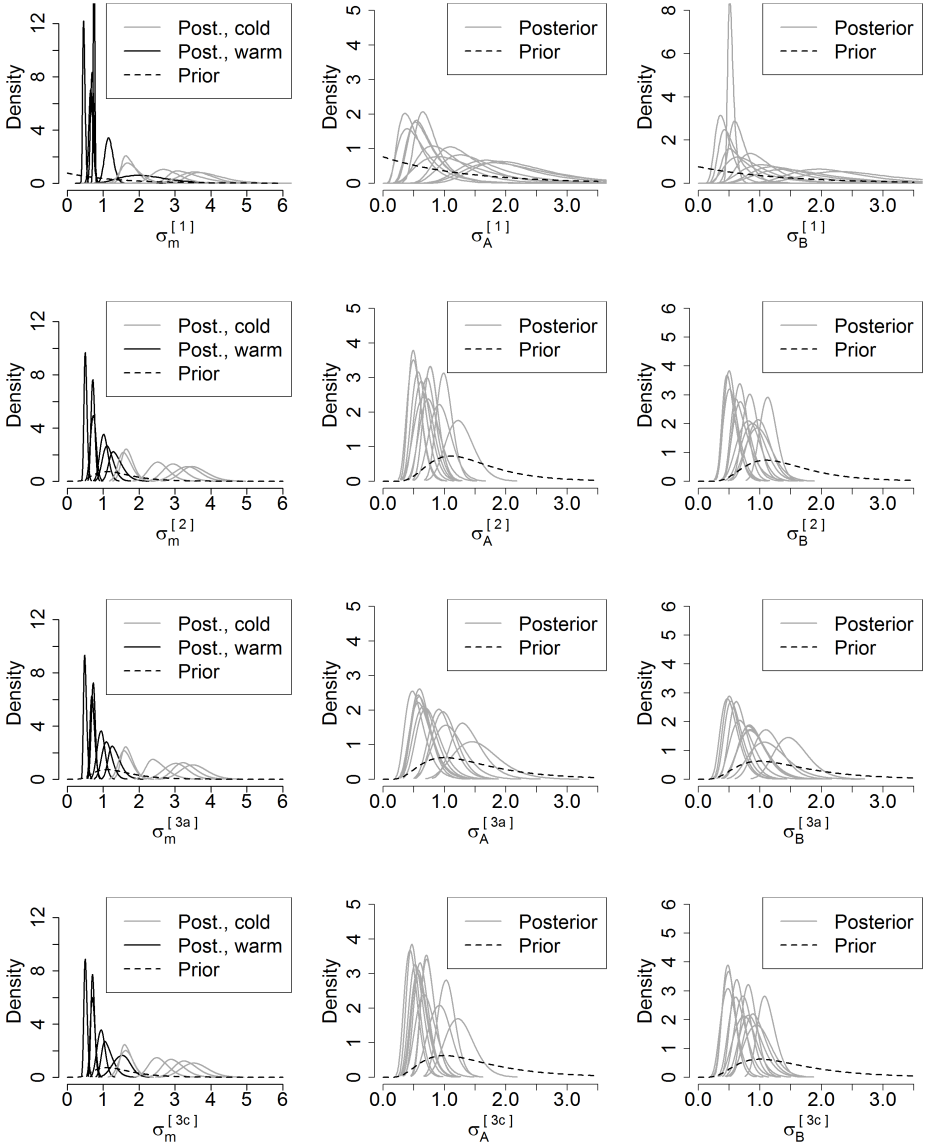 Density
12
8
4
0
0 1 2 3 4 5 6
σm[1]
Post., cold
Post., warm
Prior
Density
5
4
3
2
1
0
0.0 1.0 2.0 3.0
σA[1]
Posterior
Prior
Density
8
6
4
2
0
0.0 1.0 2.0 3.0
σB[1]
Posterior
Prior
Density
12
8
4
0
0 1 2 3 4 5 6
σm[2]
Post., cold
Post., warm
Prior
Density
5
4
3
2
1
0
0.0 1.0 2.0 3.0
σA[2]
Posterior
Prior
Density
6
5
4
3
2
1
0
0.0 1.0 2.0 3.0
σB[2]
Posterior
Prior
Density
12
8
4
0
0 1 2 3 4 5 6
σm[3a]
Post., cold
Post., warm
Prior
Density
5
4
3
2
1
0
0.0 1.0 2.0 3.0
σA[3a]
Posterior
Prior
Density
6
5
4
3
2
1
0
0.0 1.0 2.0 3.0
σB[3a]
Posterior
Prior
Density
12
8
4
0
0 1 2 3 4 5 6
σm[3c]
Post., cold
Post., warm
Prior
Density
5
4
3
2
1
0
0.0 1.0 2.0 3.0
σA[3c]
Posterior
Prior
Density
6
5
4
3
2
1
0
0.0 1.0 2.0 3.0
σB[3c]
Posterior
Prior